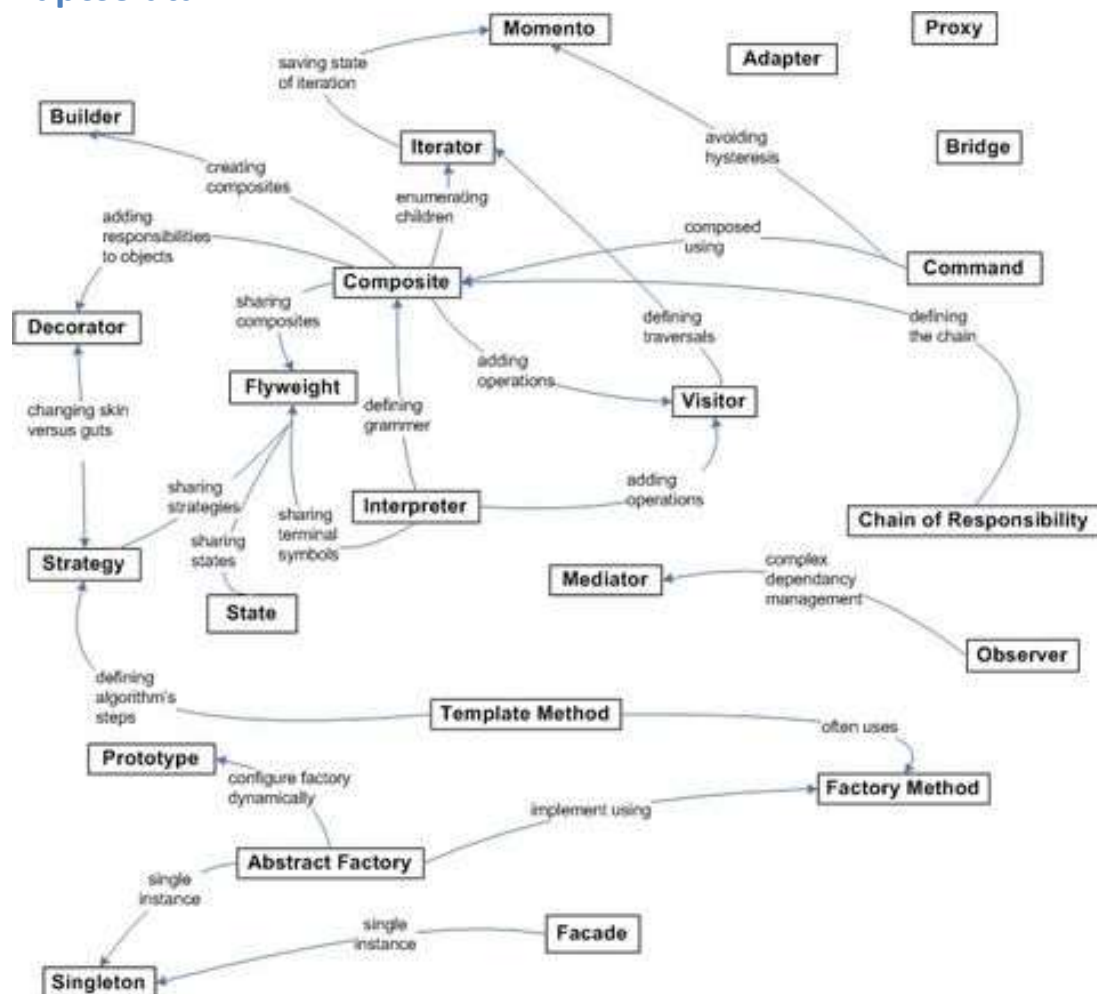 Momento
Proxy
Adapter
saving state
of iteration
Builder
Iterator
avoiding
hysteresis
Bridge
creating
composites
enumerating
children
adding
responsibilities
to objects
composed
using
Command
Composite
sharing
composites
Decorator
defining
traversals
defining
the chain
adding
operations
Flyweight
Visitor
changing skin
versus guts
defining
grammer
sharing
strategies
Interpreter
adding
operations
sharing
terminal
symbols
Chain of Responsibility
sharing
states
Strategy
Mediator
complex
dependancy
management
State
Observer
defining
algorithm's
steps
Template Method
often uses
Prototype
configure factory
dynamically
Factory Method
implement using
Abstract Factory
single
instance
single
instance
Facade
Singleton